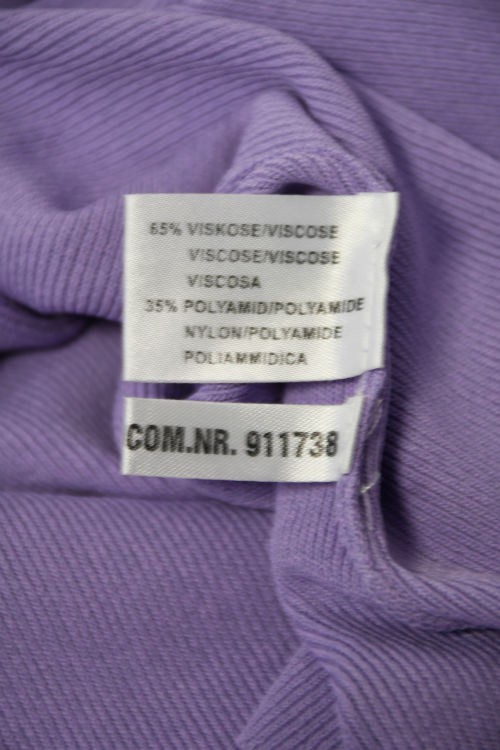 65% VISKOSE/VISCOSE
VISCOSE/VISCOSE
VISCOSA
35% POLYAMID/POLYAMIDE
NYLON/POLYAMIDE
POLIAMMIDICA
COM.NR. 911738